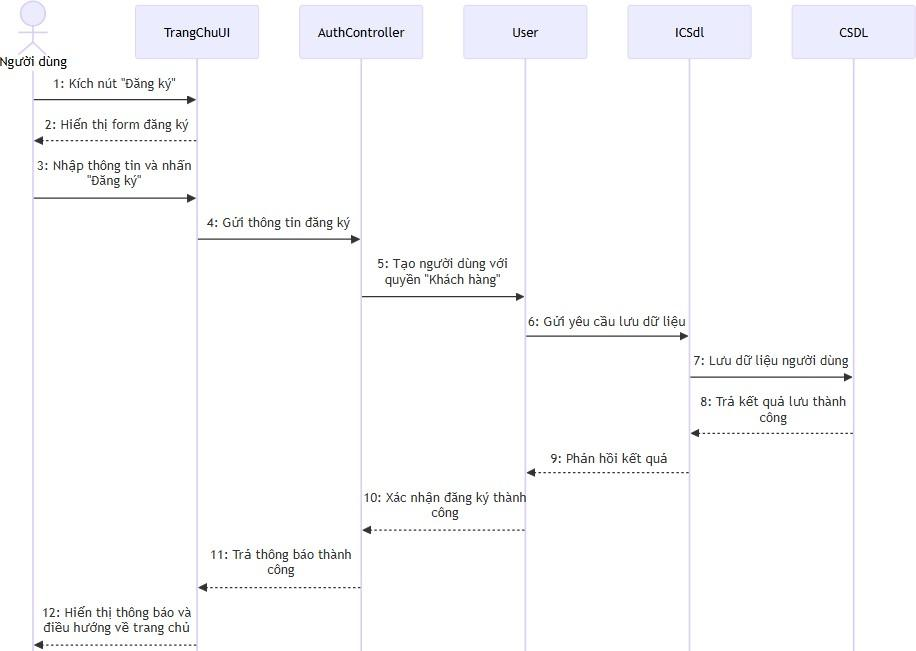 TrangChuUI
AuthController
User
ICSdl
CSDL
Người dùng
1: Kích nút "Đăng ký"
2: Hiển thị form đăng ký
3: Nhập thông tin và nhấn
"Đăng ký"
4: Gửi thông tin đăng ký
5: Tạo người dùng với
quyền "Khách hàng"
6: Gửi yêu cầu lưu dữ liệu
7: Lưu dữ liệu người dùng
8: Trả kết quả lưu thành
công
9: Phản hồi kết quả
10: Xác nhận đăng ký thành
công
11: Trả thông báo thành
công
12: Hiển thị thông báo và
điều hướng về trang chủ